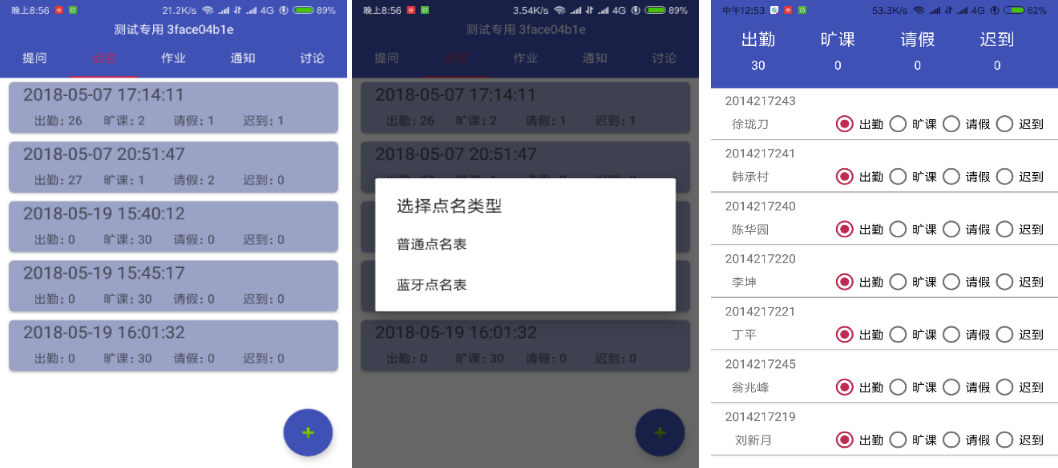 晚上8:56 21.2K/s 4G 89%
测试专用 3face04b1e
提问 作业 通知 讨论
2018-05-07 17:14:11
出勤: 26 旷课: 2 请假: 1 迟到: 1
2018-05-07 20:51:47
出勤: 27 旷课: 1 请假: 2 迟到: 0
2018-05-19 15:40:12
出勤: 0 旷课: 30 请假: 0 迟到: 0
2018-05-19 15:45:17
出勤: 0 旷课: 30 请假: 0 迟到: 0
2018-05-19 16:01:32
出勤: 0 旷课: 30 请假: 0 迟到: 0
+
晚上8:56 3.54K/s 4G 89%
测试专用 3face04b1e
提问 作业 通知 讨论
2018-05-07 17:14:11
出勤: 26 旷课: 2 请假: 1 迟到: 1
2018-05-07 20:51:47
选择点名类型
普通点名表
蓝牙点名表
2018-05-19 16:01:32
出勤: 0 旷课: 30 请假: 0 迟到: 0
+
中午12:53 53.3K/s 4G 62%
出勤 旷课 请假 迟到
30 0 0 0
2014217243
徐珑刀 出勤 旷课 请假 迟到
2014217241
韩承村 出勤 旷课 请假 迟到
2014217240
陈华园 出勤 旷课 请假 迟到
2014217220
李坤 出勤 旷课 请假 迟到
2014217221
丁平 出勤 旷课 请假 迟到
2014217245
翁兆峰 出勤 旷课 请假 迟到
2014217219
刘新月 出勤 旷课 请假 迟到